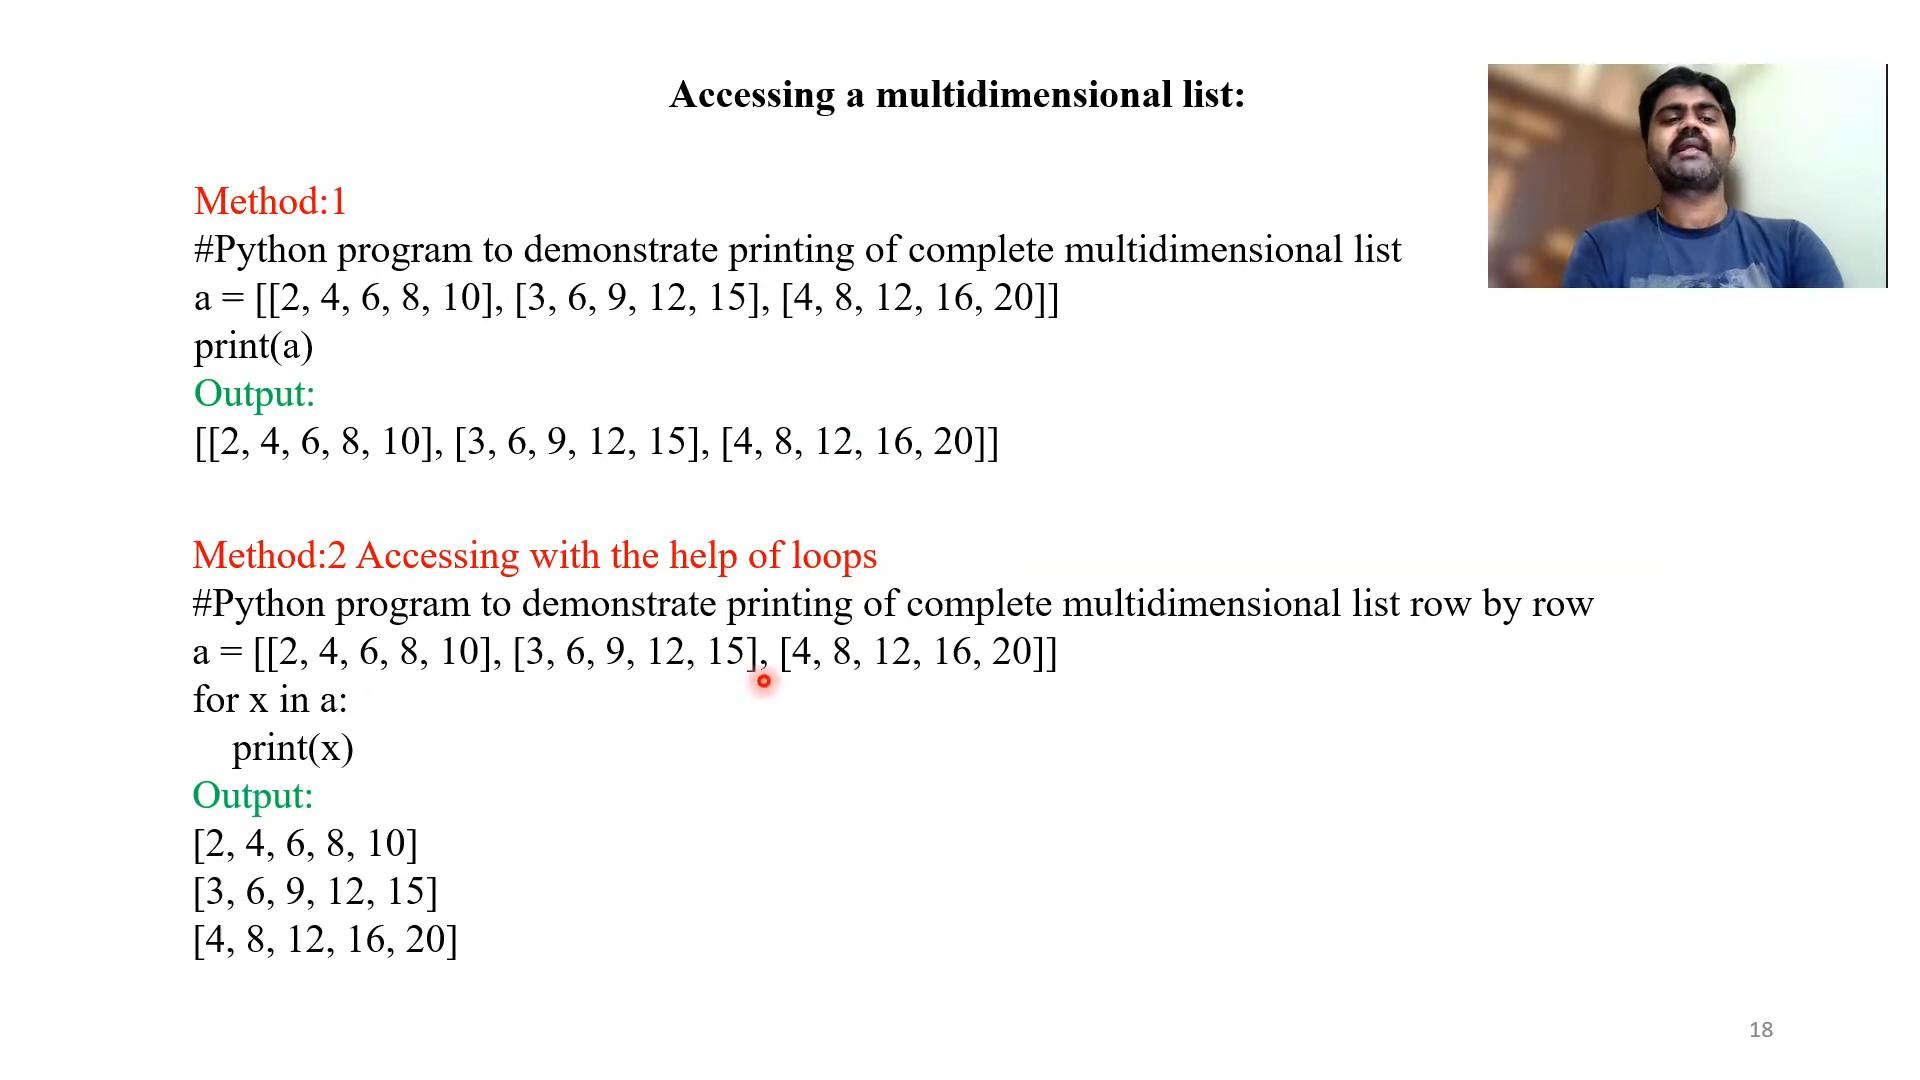 Accessing a multidimensional list:
Method:1
#Python program to demonstrate printing of complete multidimensional list
a = [[2, 4, 6, 8, 10], [3, 6, 9, 12, 15], [4, 8, 12, 16, 20]]
print(a)
Output:
[[2, 4, 6, 8, 10], [3, 6, 9, 12, 15], [4, 8, 12, 16, 20]]
Method:2 Accessing with the help of loops
#Python program to demonstrate printing of complete multidimensional list row by row
a = [[2, 4, 6, 8, 10], [3, 6, 9, 12, 15], [4, 8, 12, 16, 20]]
for x in a:
    print(x)
Output:
[2, 4, 6, 8, 10]
[3, 6, 9, 12, 15]
[4, 8, 12, 16, 20]
18